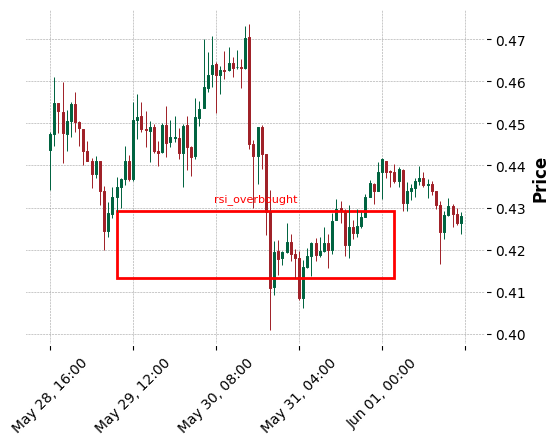 0.47
0.46
0.45
0.44
0.43
0.42
0.41
0.40
Price
rsi_overbought
May 28, 16:00
May 29, 12:00
May 30, 08:00
May 31, 04:00
Jun 01, 00:00